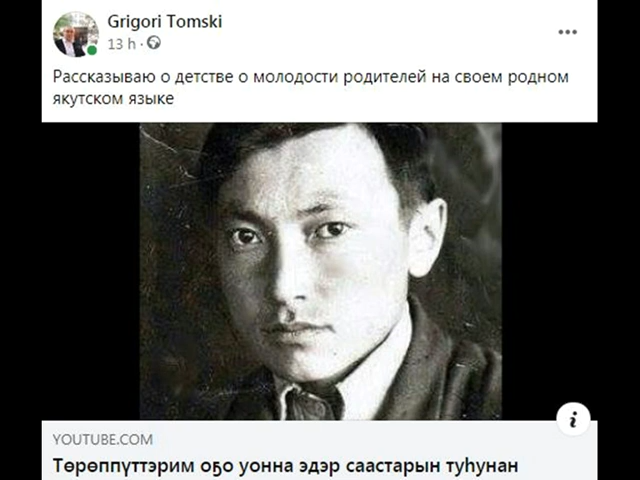 Grigori Tomski
13 h ·
Рассказываю о детстве о молодости родителей на своем родном
якутском языке
i
YOUTUBE.COM
Төрөппүттэрим оҕо уонна эдэр саастарын туһунан